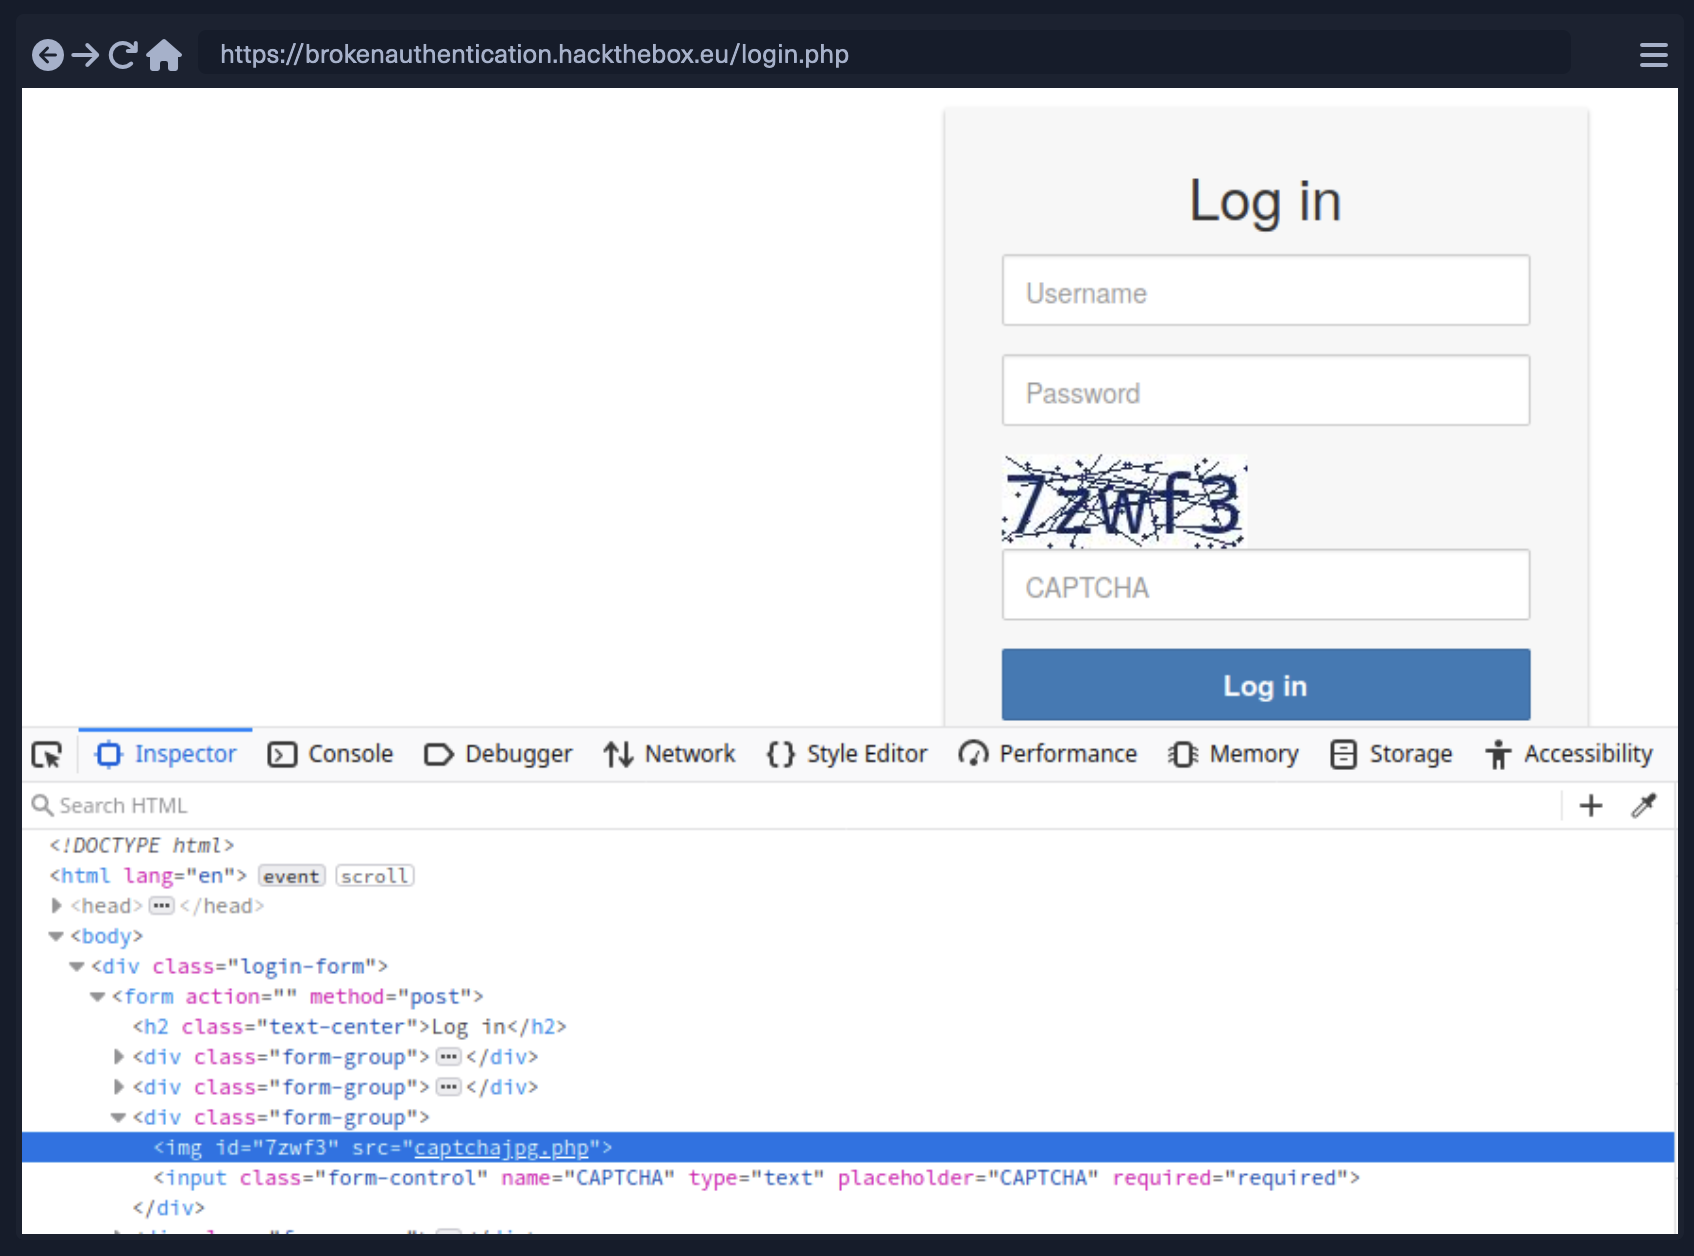 https://brokenauthentication.hackthebox.eu/login.php
Log in
Username
Password
7zwf3
CAPTCHA
Log in
Inspector Console Debugger Network Style Editor Performance Memory Storage Accessibility
Search HTML
<!DOCTYPE html>
<html lang="en"> event scroll
<head> ••• </head>
<body>
<div class="login-form">
<form action="" method="post">
<h2 class="text-center">Log in</h2>
<div class="form-group"> ••• </div>
<div class="form-group"> ••• </div>
<div class="form-group">
<img id="7zwf3" src="captchajpg.php">
<input class="form-control" name="CAPTCHA" type="text" placeholder="CAPTCHA" required="required">
</div>